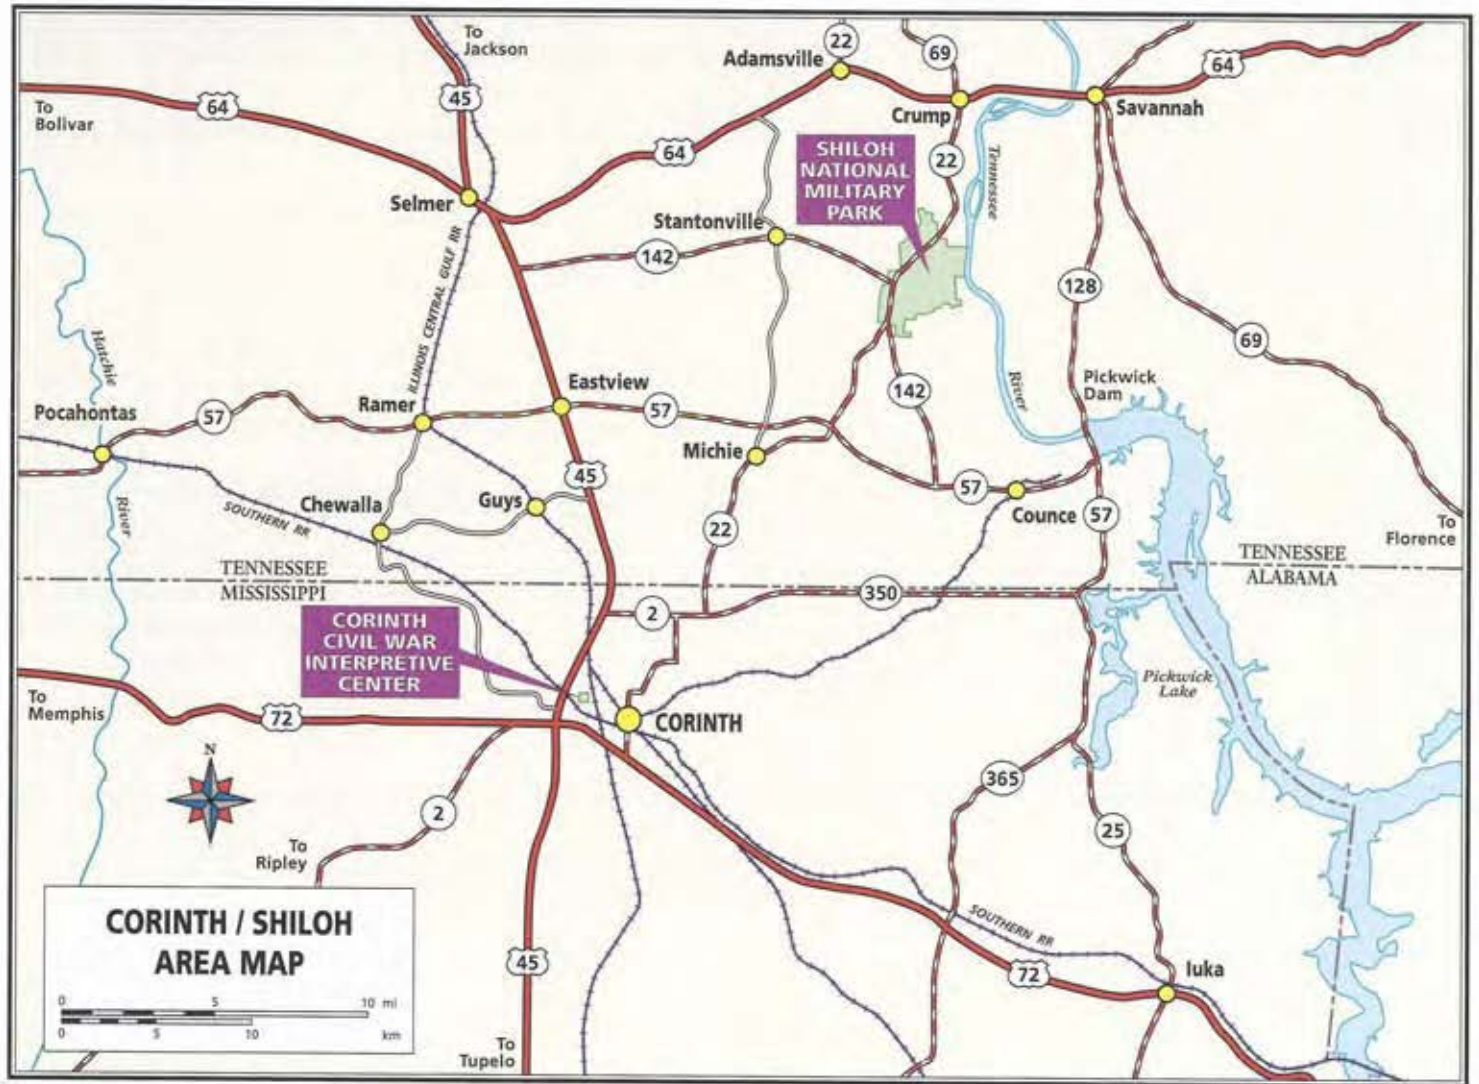 To
Jackson
22
69
Adamsville
64
45
64
To
Bolivar
Crump
Savannah
64
SHILOH
NATIONAL
MILITARY
PARK
22
Tennessee
Selmer
Stantonville
142
ILLINOIS CENTRAL GULF RR
128
69
Hatchie
Eastview
Pickwick
Dam
River
142
Pocahontas
57
Ramer
57
Michie
45
57
Chewalla
Guys
Counce
57
River
SOUTHERN RR
22
To
Florence
TENNESSEE
MISSISSIPPI
TENNESSEE
ALABAMA
350
2
CORINTH
CIVIL WAR
INTERPRETIVE
CENTER
Pickwick
Lake
To
Memphis
72
CORINTH
N
365
2
25
To
Ripley
CORINTH / SHILOH
AREA MAP
SOUTHERN RR
45
72
Iuka
0 5 10 mi
0 5 10 km
To
Tupelo